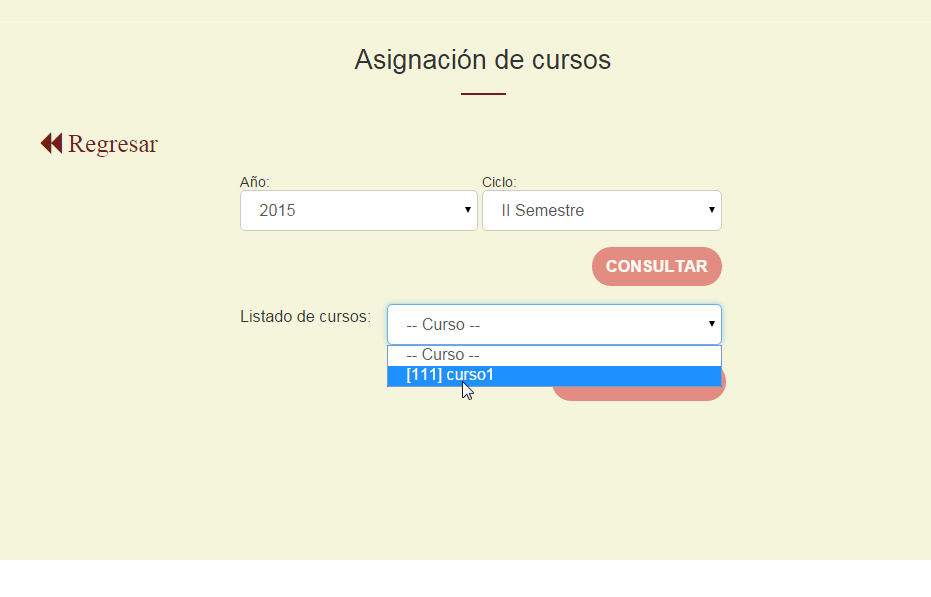 Asignación de cursos
Regresar
Año: Ciclo:
2015 II Semestre
CONSULTAR
Listado de cursos: -- Curso --
-- Curso --
[111] curso1